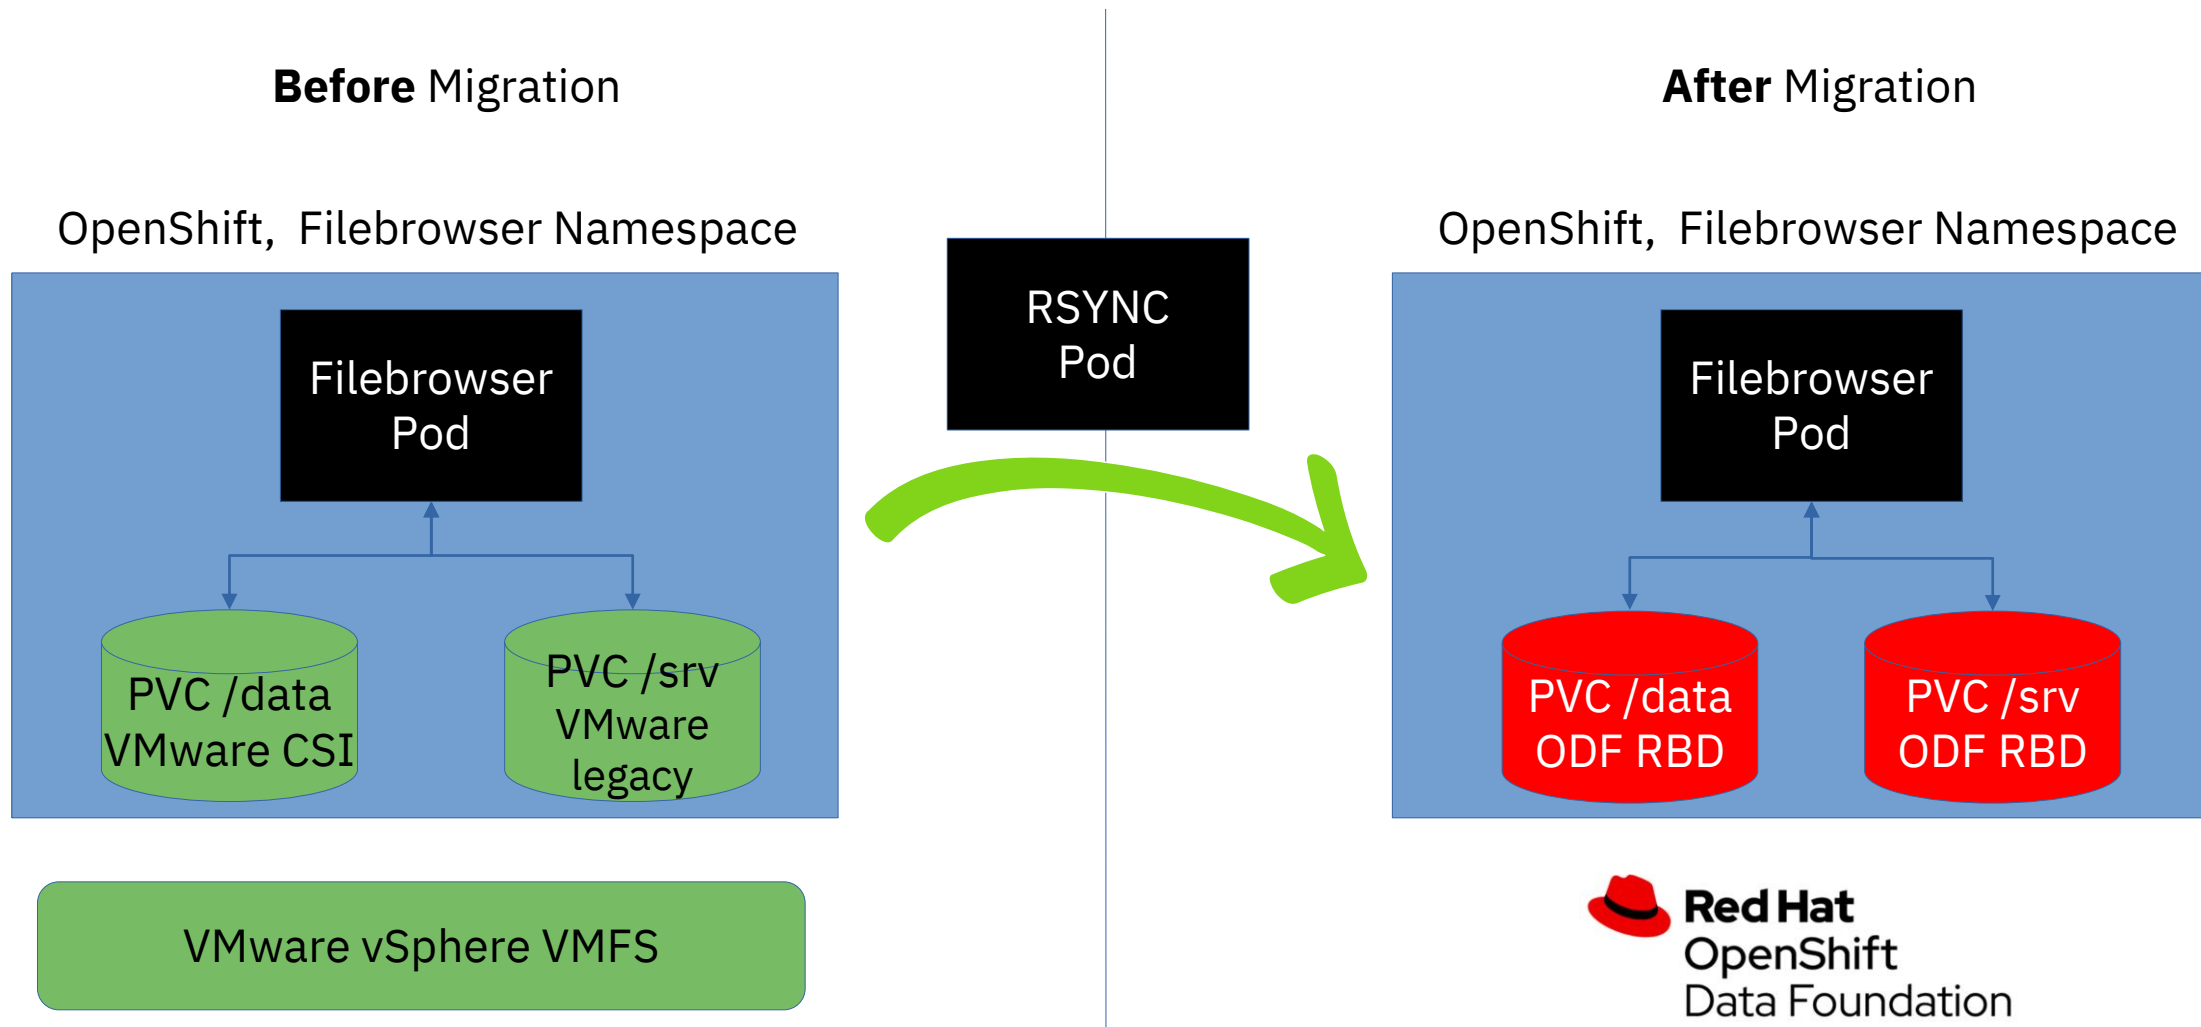 Before Migration
OpenShift, Filebrowser Namespace
Filebrowser
Pod
PVC /data
VMware CSI
PVC /srv
VMware
legacy
VMware vSphere VMFS
RSYNC
Pod
After Migration
OpenShift, Filebrowser Namespace
Filebrowser
Pod
PVC /data
ODF RBD
PVC /srv
ODF RBD
Red Hat
OpenShift
Data Foundation